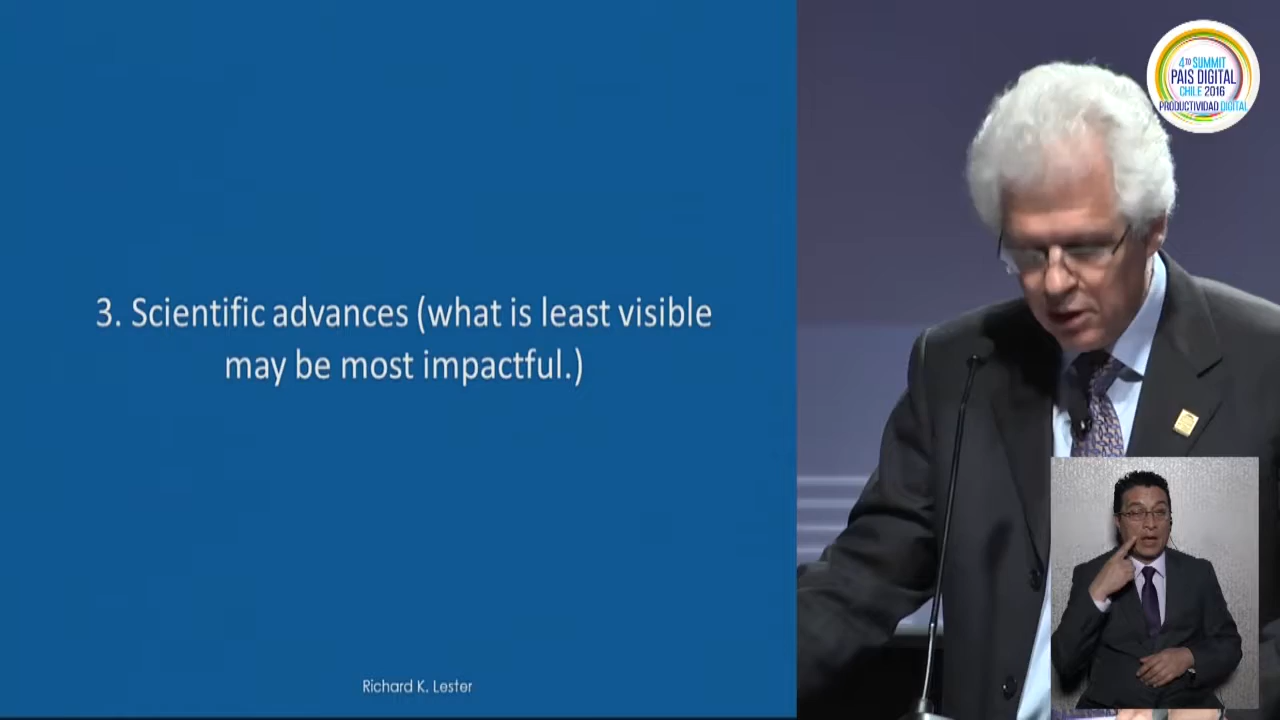 3. Scientific advances (what is least visible
may be most impactful.)
Richard K. Lester
4TO SUMMIT
PAIS DIGITAL
CHILE 2016
PRODUCTIVIDAD DIGITAL